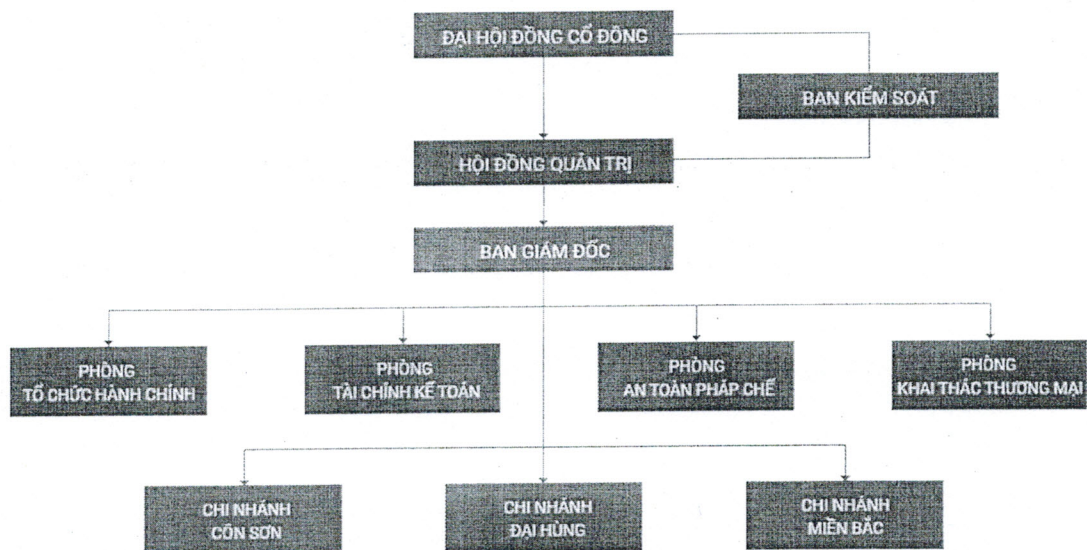 ĐẠI HỘI ĐỒNG CỔ ĐÔNG
BAN KIỂM SOÁT
HỘI ĐỒNG QUẢN TRỊ
BAN GIÁM ĐỐC
PHÒNG
TỔ CHỨC HÀNH CHÍNH
PHÒNG
TÀI CHÍNH KẾ TOÁN
PHÒNG
AN TOÀN PHÁP CHẾ
PHÒNG
KHAI THÁC THƯƠNG MẠI
CHI NHÁNH
CÔN SƠN
CHI NHÁNH
ĐẠI HÙNG
CHI NHÁNH
MIỀN BẮC